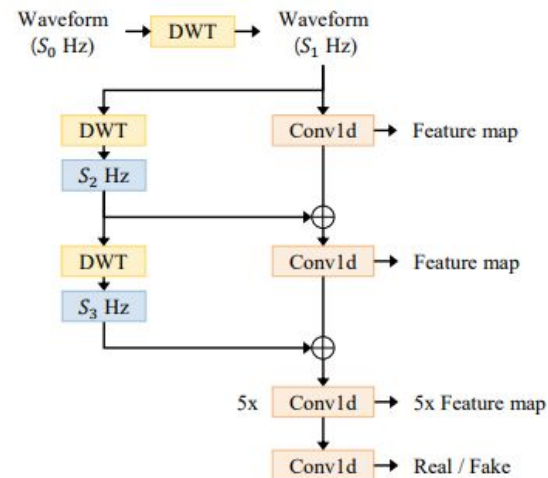 Waveform
(S₀ Hz)
DWT
Waveform
(S₁ Hz)
DWT
Conv1d
Feature map
S₂ Hz
DWT
Conv1d
Feature map
S₃ Hz
5x
Conv1d
5x Feature map
Conv1d
Real / Fake